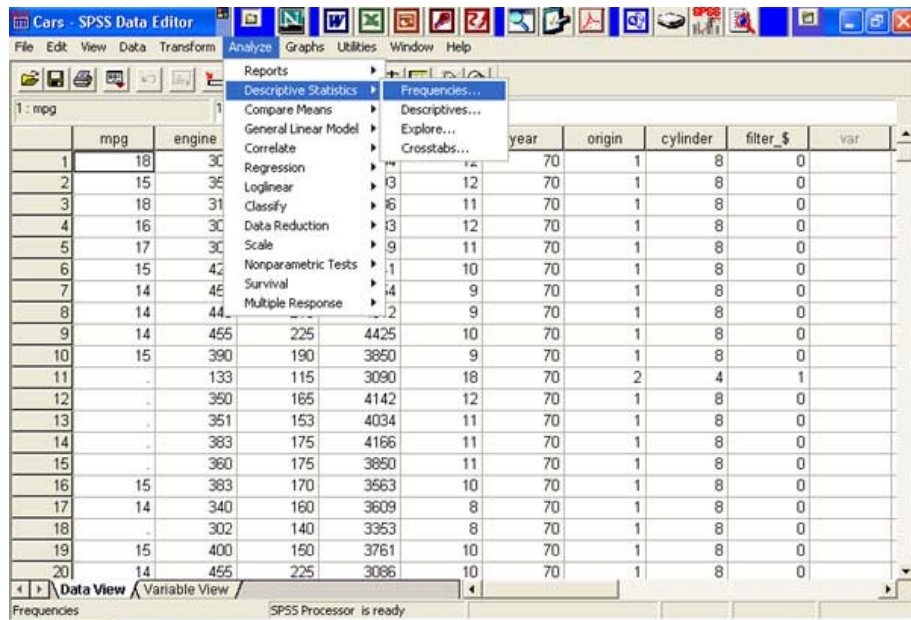 Cars - SPSS Data Editor
File Edit View Data Transform Analyze Graphs Utilities Window Help
Reports
Descriptive Statistics
Compare Means
General Linear Model
Correlate
Regression
Loglinear
Classify
Data Reduction
Scale
Nonparametric Tests
Survival
Multiple Response
Frequencies...
Descriptives...
Explore...
Crosstabs...
1 : mpg
mpg engine year origin cylinder filter_$ var
1 18 70 1 8 0
2 15 12 70 1 8 0
3 18 11 70 1 8 0
4 16 12 70 1 8 0
5 17 11 70 1 8 0
6 15 10 70 1 8 0
7 14 9 70 1 8 0
8 14 9 70 1 8 0
9 14 455 225 4425 10 70 1 8 0
10 15 390 190 3850 9 70 1 8 0
11 . 133 115 3090 18 70 2 4 1
12 . 350 165 4142 12 70 1 8 0
13 . 351 153 4034 11 70 1 8 0
14 . 383 175 4166 11 70 1 8 0
15 . 360 175 3850 11 70 1 8 0
16 15 383 170 3563 10 70 1 8 0
17 14 340 160 3609 8 70 1 8 0
18 . 302 140 3353 8 70 1 8 0
19 15 400 150 3761 10 70 1 8 0
20 14 455 225 3086 10 70 1 8 0
Data View Variable View
Frequencies SPSS Processor is ready